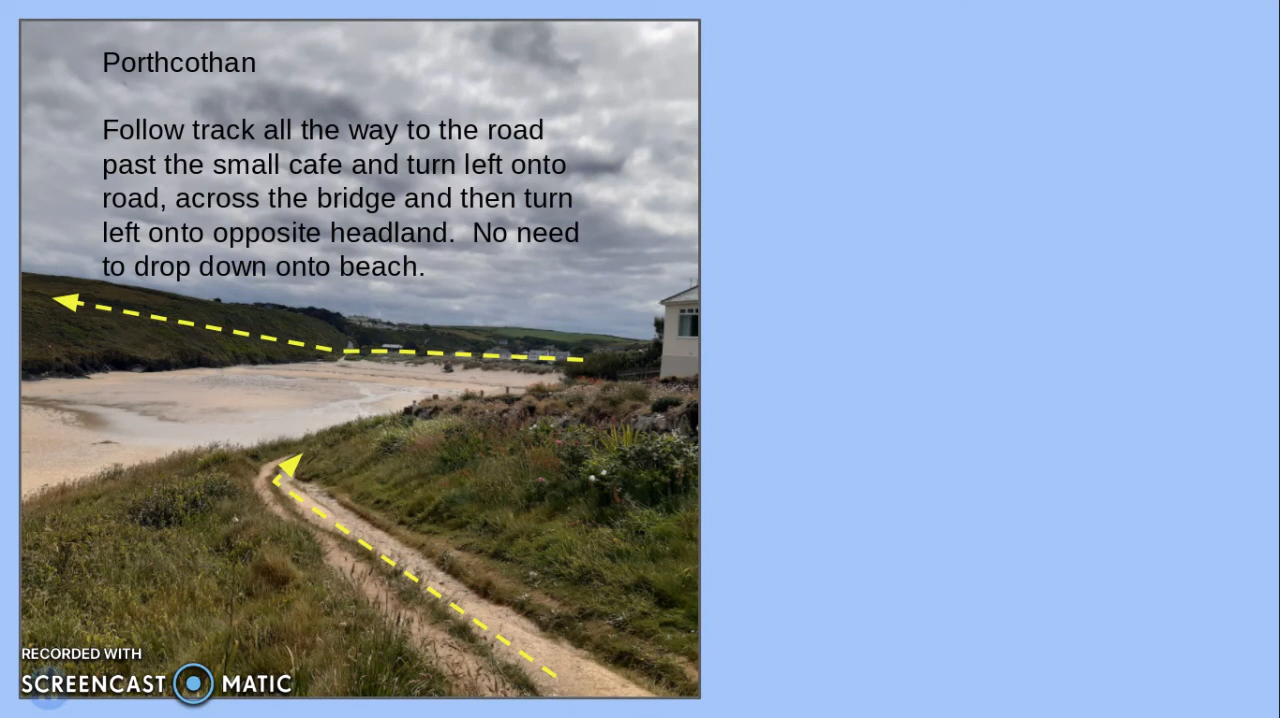 Porthcothan
Follow track all the way to the road
past the small cafe and turn left onto
road, across the bridge and then turn
left onto opposite headland.  No need
to drop down onto beach.
RECORDED WITH
SCREENCAST MATIC